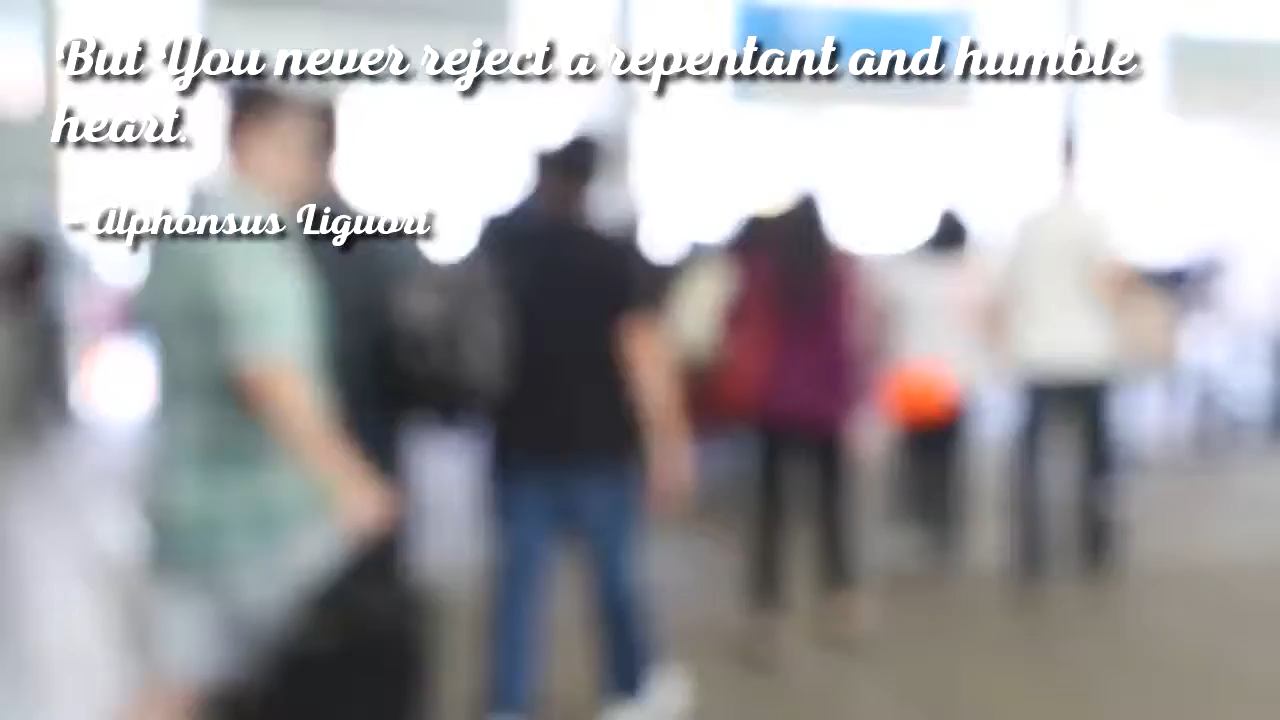 But You never reject a repentant and humble
heart.
- Alphonsus Liguori